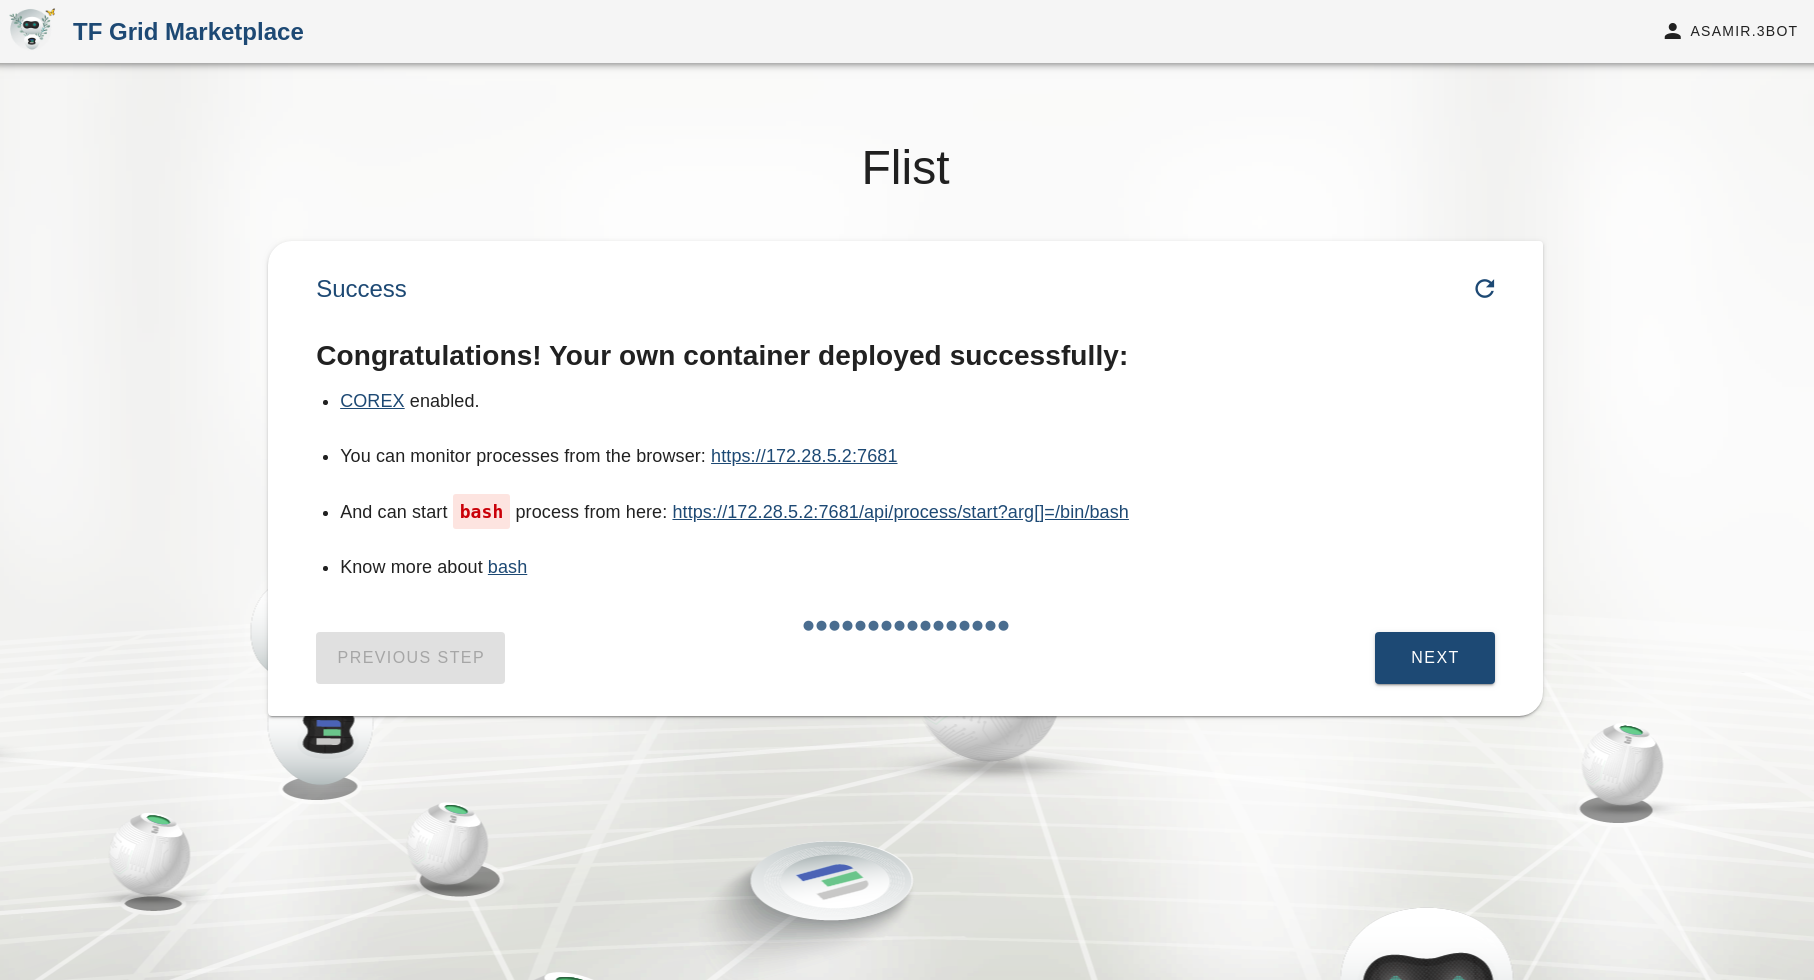 TF Grid Marketplace
ASAMIR.3BOT
Flist
Success
Congratulations! Your own container deployed successfully:
• COREX enabled.
• You can monitor processes from the browser: https://172.28.5.2:7681
• And can start bash process from here: https://172.28.5.2:7681/api/process/start?arg[]=/bin/bash
• Know more about bash
PREVIOUS STEP
NEXT